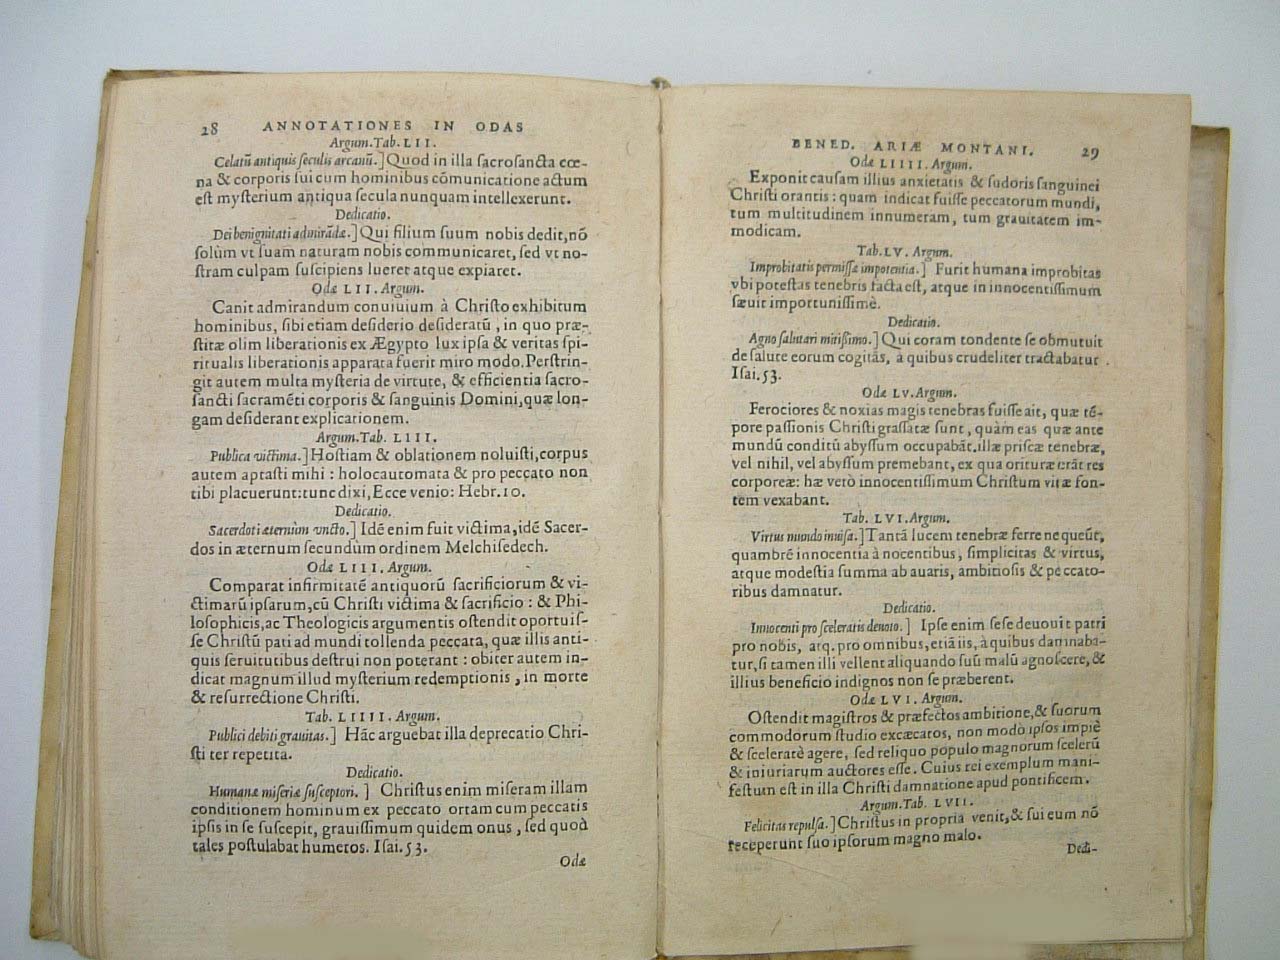 28 ANNOTATIONES IN ODAS
Argum. Tab. LII.
Celatū antiquis ſeculis arcanū.] Quod in illa ſacroſancta cœ-
na & corporis ſui cum hominibus cōmunicatione actum
eſt myſterium antiqua ſecula nunquam intellexerunt.
Dedicatio.
Dei benignitati admirādæ.] Qui filium ſuum nobis dedit, nō
ſolùm vt ſuam naturam nobis communicaret, ſed vt no-
ſtram culpam ſuſcipiens lueret atque expiaret.
Odæ LII. Argum.
Canit admirandum conuiuium à Chriſto exhibitum
hominibus, ſibi etiam deſiderio deſideratū, in quo præ-
ſtitæ olim liberationis ex Ægypto lux ipſa & veritas ſpi-
ritualis liberationis apparata fuerit miro modo. Perſtrin-
git autem multa myſteria de virtute, & efficientia ſacro-
ſancti ſacramēti corporis & ſanguinis Domini, quæ lon-
gam deſiderant explicationem.
Argum. Tab. LIII.
Publica victima.] Hoſtiam & oblationem noluiſti, corpus
autem aptaſti mihi : holocautomata & pro peccato non
tibi placuerunt: tunc dixi, Ecce venio: Hebr. 10.
Dedicatio.
Sacerdoti æternùm vncto.] Idē enim fuit victima, idē Sacer-
dos in æternum ſecundùm ordinem Melchiſedech.
Odæ LIII. Argum.
Comparat infirmitatē antiquorū ſacrificiorum & vi-
ctimarū ipſarum, cū Chriſti victima & ſacrificio : & Phi-
loſophicis, ac Theologicis argumentis oſtendit oportuiſ-
ſe Chriſtū pati ad mundi tollenda peccata, quæ illis anti-
quis ſeruitutibus deſtrui non poterant : obiter autem in-
dicat magnum illud myſterium redemptionis, in morte
& reſurrectione Chriſti.
Tab. LIIII. Argum.
Publici debiti grauitas.] Hāc arguebat illa deprecatio Chri-
ſti ter repetita.
Dedicatio.
Humanæ miſeriæ ſuſceptori.] Chriſtus enim miſeram illam
conditionem hominum ex peccato ortam cum peccatis
ipſis in ſe ſuſcepit, grauiſſimum quidem onus, ſed quod
tales poſtulabat humeros. Iſai. 53.
Odæ
BENED. ARIÆ MONTANI. 29
Odæ LIIII. Argum.
Exponit cauſam illius anxietatis & ſudoris ſanguinei
Chriſti orantis : quam indicat fuiſſe peccatorum mundi,
tum multitudinem innumeram, tum grauitatem im-
modicam.
Tab. LV. Argum.
Improbitatis permiſſæ impotentia.] Furit humana improbitas
vbi poteſtas tenebris facta eſt, atque in innocentiſſimum
ſæuit importuniſſimè.
Dedicatio.
Agno ſalutari mitiſſimo.] Qui coram tondente ſe obmutuit
de ſalute eorum cogitās, à quibus crudeliter tractabatur.
Iſai. 53.
Odæ LV. Argum.
Ferociores & noxias magis tenebras fuiſſe ait, quæ tē-
pore paſſionis Chriſti graſſatæ ſunt, quàm eas quæ ante
mundū conditū abyſſum occupabāt. illæ priſcæ tenebræ,
vel nihil, vel abyſſum premebant, ex qua orituræ erāt res
corporeæ: hæ verò innocentiſſimum Chriſtum vitæ fon-
tem vexabant.
Tab. LVI. Argum.
Virtus mundo inuiſa.] Tantā lucem tenebræ ferre nequeūt,
quambrē innocentia à nocentibus, ſimplicitas & virtus,
atque modeſtia ſumma ab auaris, ambitioſis & peccato-
ribus damnatur.
Dedicatio.
Innocenti pro ſceleratis deuoto.] Ipſe enim ſeſe deuouit patri
pro nobis, atq. pro omnibus, etiā iis, à quibus damnaba-
tur, ſi tamen illi vellent aliquando ſuū malū agnoſcere, &
illius beneficio indignos non ſe præberent.
Odæ LVI. Argum.
Oſtendit magiſtros & præfectos ambitione, & ſuorum
commodorum ſtudio excæcatos, non modò ipſos impiè
& ſceleratè agere, ſed reliquo populo magnorum ſcelerū
& iniuriarum auctores eſſe. Cuius rei exemplum mani-
feſtum eſt in illa Chriſti damnatione apud pontificem.
Argum. Tab. LVII.
Felicitas repulſa.] Chriſtus in propria venit, & ſui eum nō
receperunt ſuo ipſorum magno malo.
Dedi-